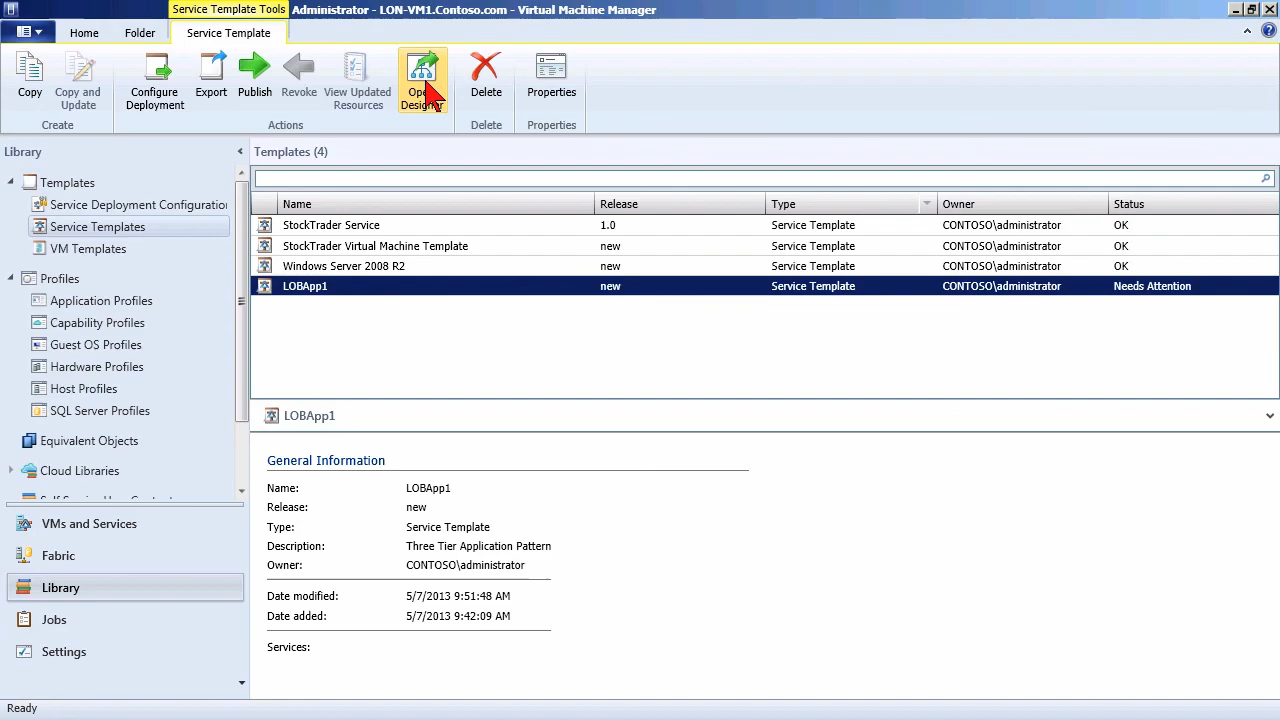 Service Template Tools
Administrator - LON-VM1.Contoso.com - Virtual Machine Manager
Home
Folder
Service Template
Copy
Copy and
Update
Configure
Deployment
Export
Publish
Revoke
View Updated
Resources
Designer
Delete
Properties
Create
Actions
Delete
Properties
Library
Templates
Service Deployment Configuration
Service Templates
VM Templates
Profiles
Application Profiles
Capability Profiles
Guest OS Profiles
Hardware Profiles
Host Profiles
SQL Server Profiles
Equivalent Objects
Cloud Libraries
VMs and Services
Fabric
Library
Jobs
Settings
Templates (4)
Name Release Type Owner Status
StockTrader Service 1.0 Service Template CONTOSO\administrator OK
StockTrader Virtual Machine Template new Service Template CONTOSO\administrator OK
Windows Server 2008 R2 new Service Template CONTOSO\administrator OK
LOBApp1 new Service Template CONTOSO\administrator Needs Attention
LOBApp1
General Information
Name: LOBApp1
Release: new
Type: Service Template
Description: Three Tier Application Pattern
Owner: CONTOSO\administrator
Date modified: 5/7/2013 9:51:48 AM
Date added: 5/7/2013 9:42:09 AM
Services:
Ready